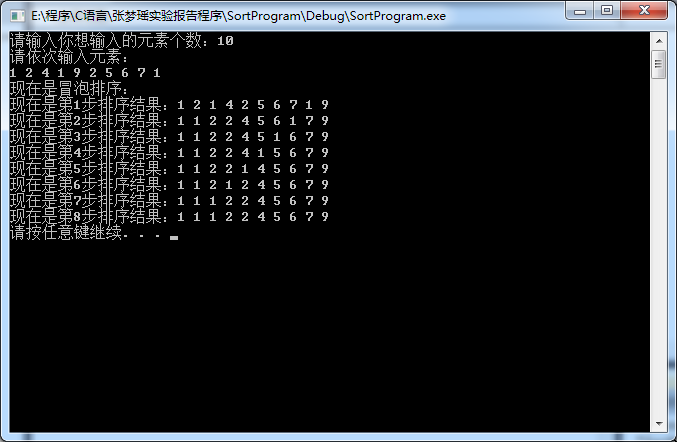 E:\程序\C语言\张梦瑶实验报告程序\SortProgram\Debug\SortProgram.exe
请输入你想输入的元素个数：10
请依次输入元素：
1 2 4 1 9 2 5 6 7 1
现在是冒泡排序：
现在是第1步排序结果：1 2 1 4 2 5 6 7 1 9
现在是第2步排序结果：1 1 2 2 4 5 6 1 7 9
现在是第3步排序结果：1 1 2 2 4 5 1 6 7 9
现在是第4步排序结果：1 1 2 2 4 1 5 6 7 9
现在是第5步排序结果：1 1 2 2 1 4 5 6 7 9
现在是第6步排序结果：1 1 2 1 2 4 5 6 7 9
现在是第7步排序结果：1 1 1 2 2 4 5 6 7 9
现在是第8步排序结果：1 1 1 2 2 4 5 6 7 9
请按任意键继续. . .